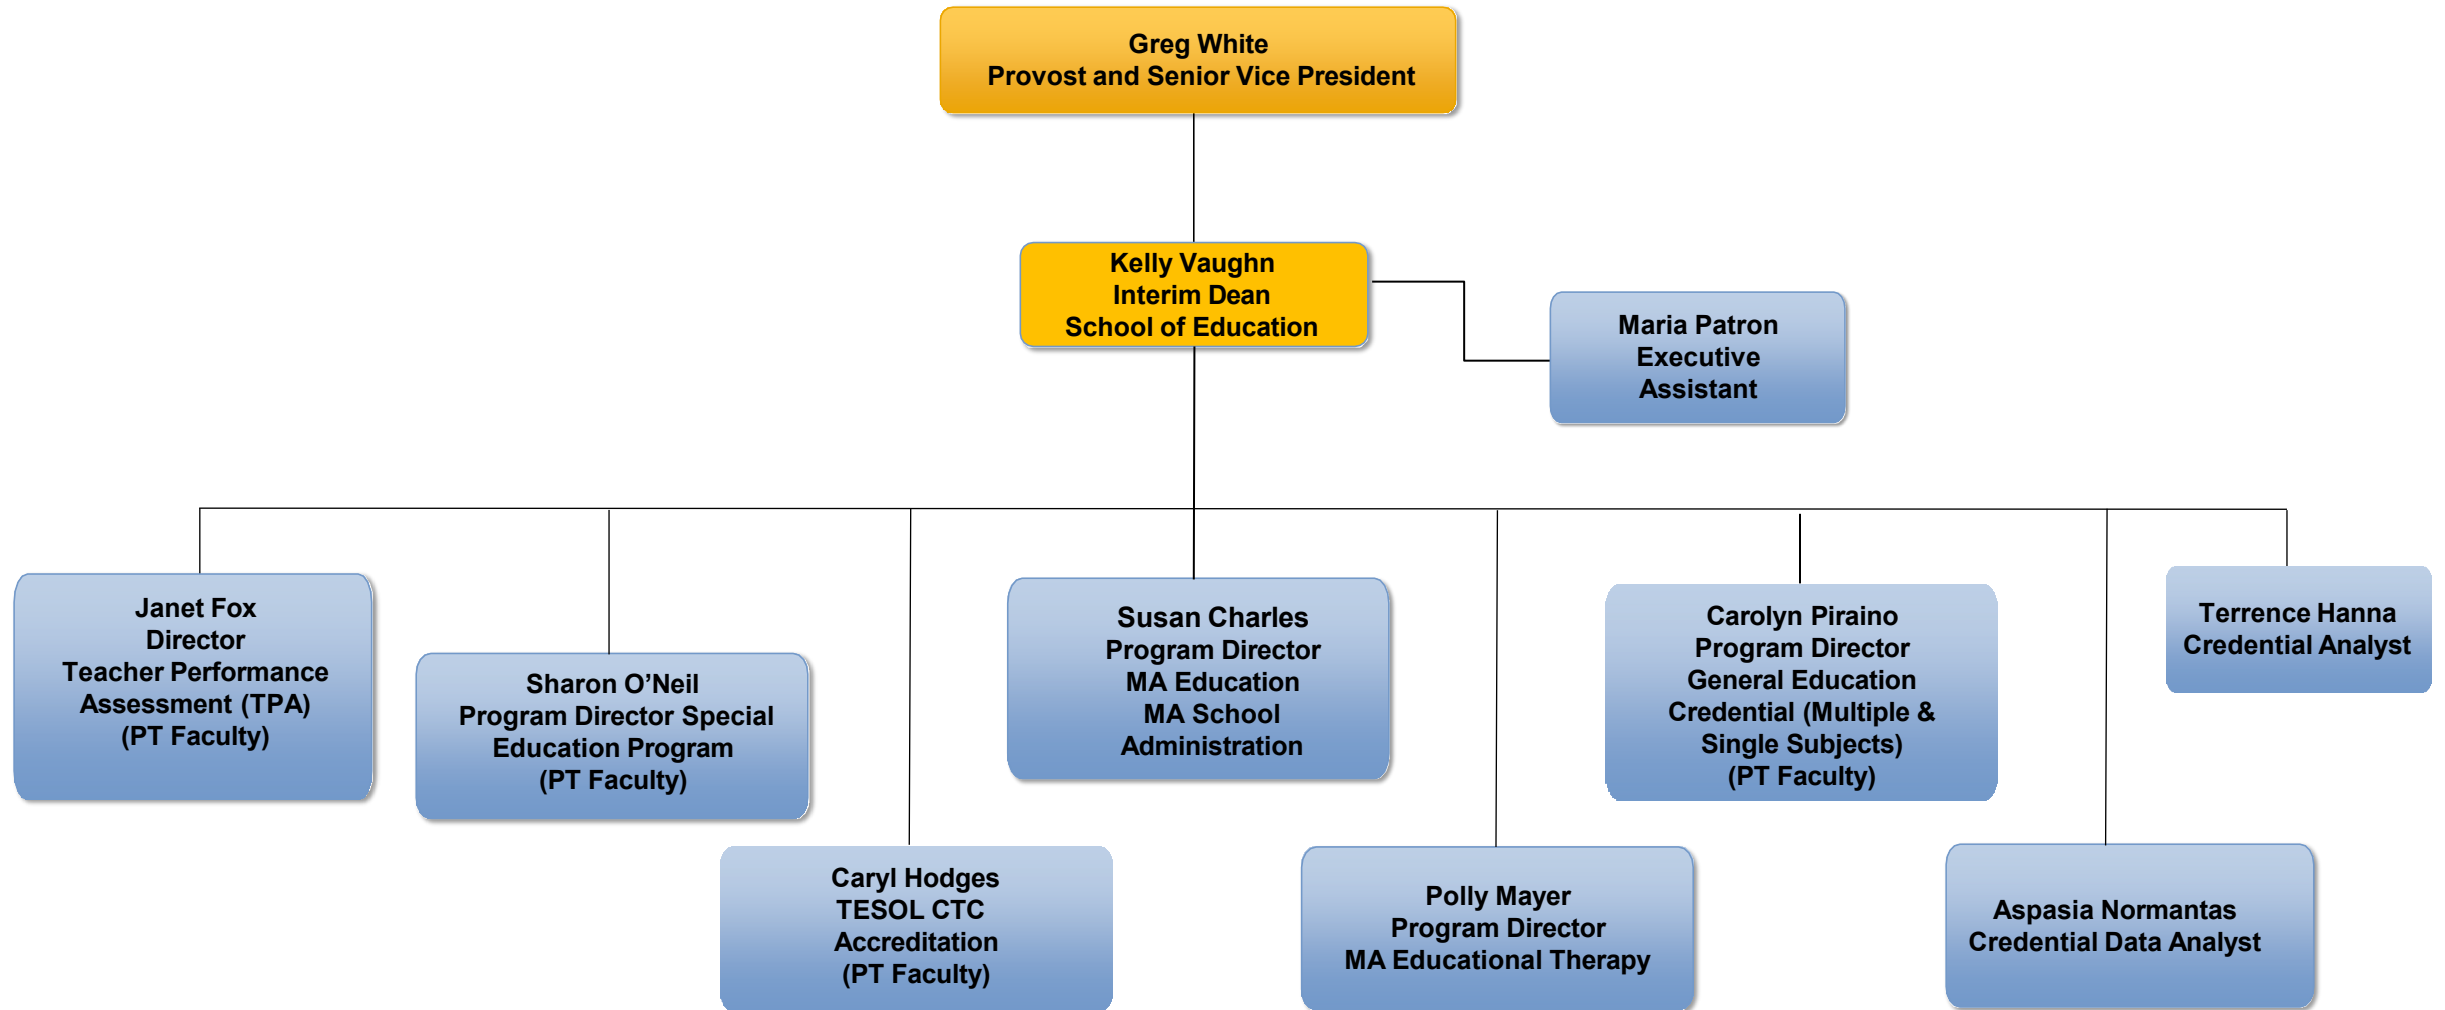 Greg White
Provost and Senior Vice President
Kelly Vaughn
Interim Dean
School of Education
Maria Patron
Executive
Assistant
Janet Fox
Director
Teacher Performance
Assessment (TPA)
(PT Faculty)
Sharon O’Neil
Program Director Special
Education Program
(PT Faculty)
Caryl Hodges
TESOL CTC
Accreditation
(PT Faculty)
Susan Charles
Program Director
MA Education
MA School
Administration
Polly Mayer
Program Director
MA Educational Therapy
Carolyn Piraino
Program Director
General Education
Credential (Multiple &
Single Subjects)
(PT Faculty)
Aspasia Normantas
Credential Data Analyst
Terrence Hanna
Credential Analyst